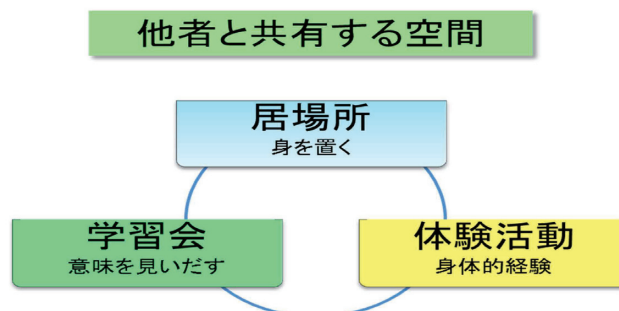 他者と共有する空間
居場所
身を置く
学習会
意味を見いだす
体験活動
身体的経験